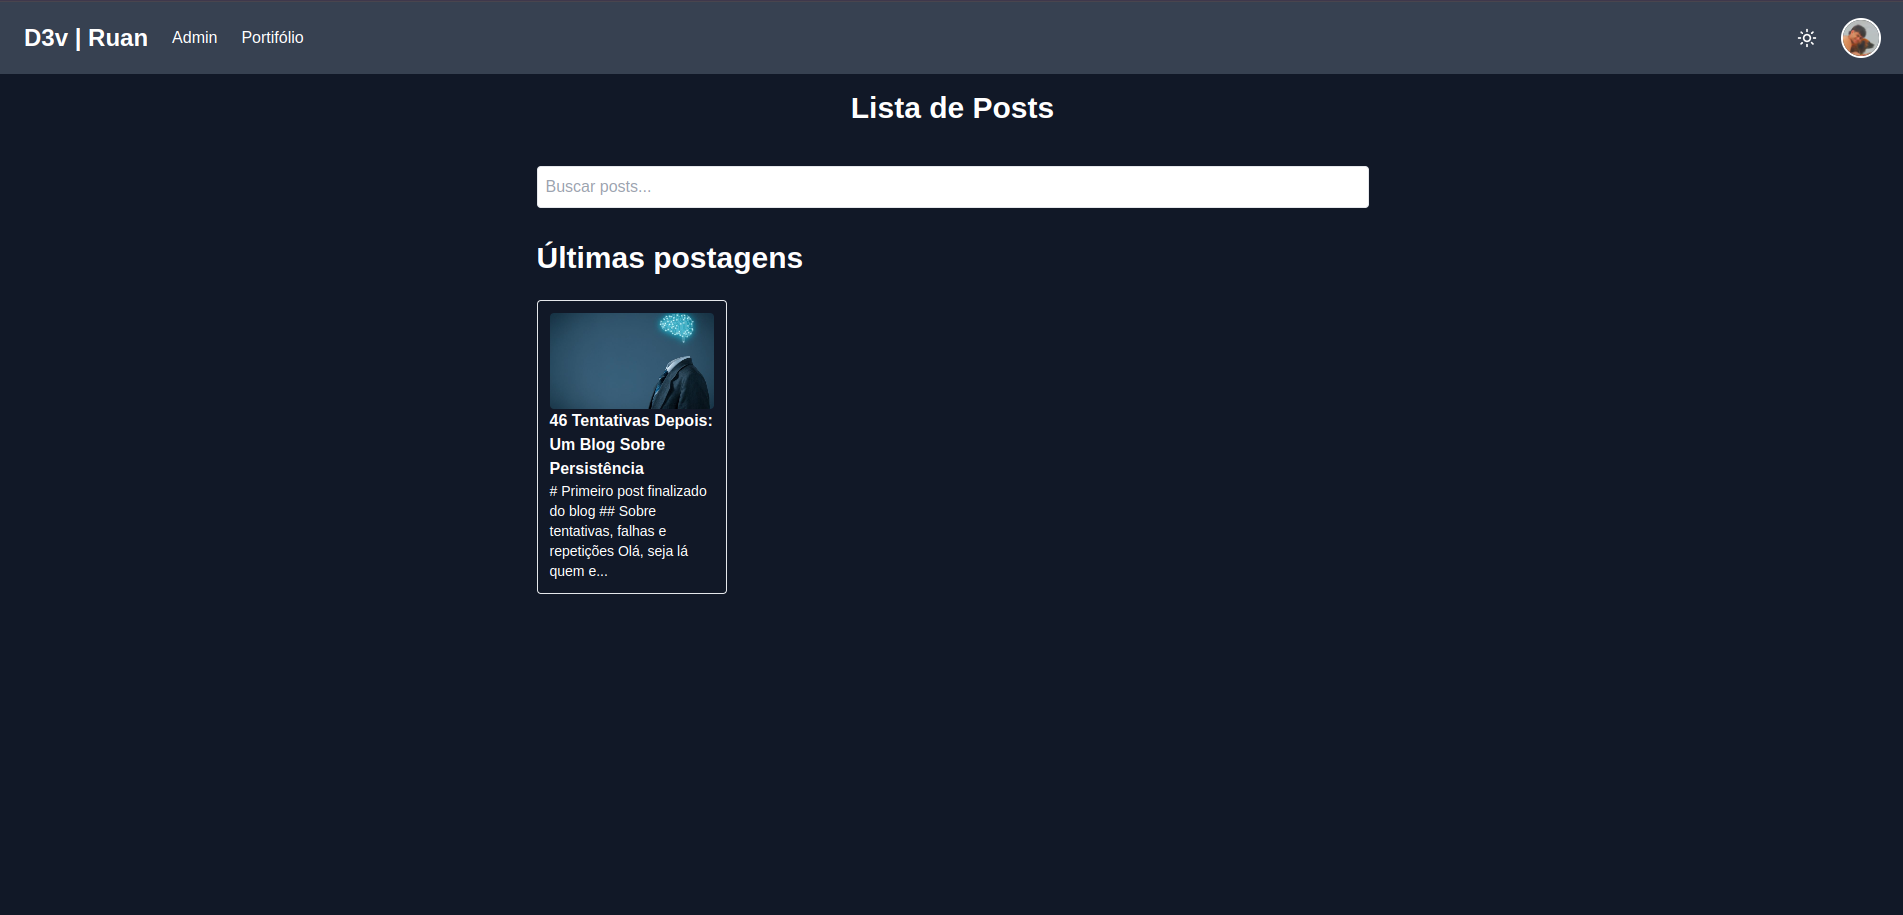 D3v | Ruan Admin Portifólio
Lista de Posts
Buscar posts...
Últimas postagens
46 Tentativas Depois:
Um Blog Sobre
Persistência
# Primeiro post finalizado
do blog ## Sobre
tentativas, falhas e
repetições Olá, seja lá
quem e...